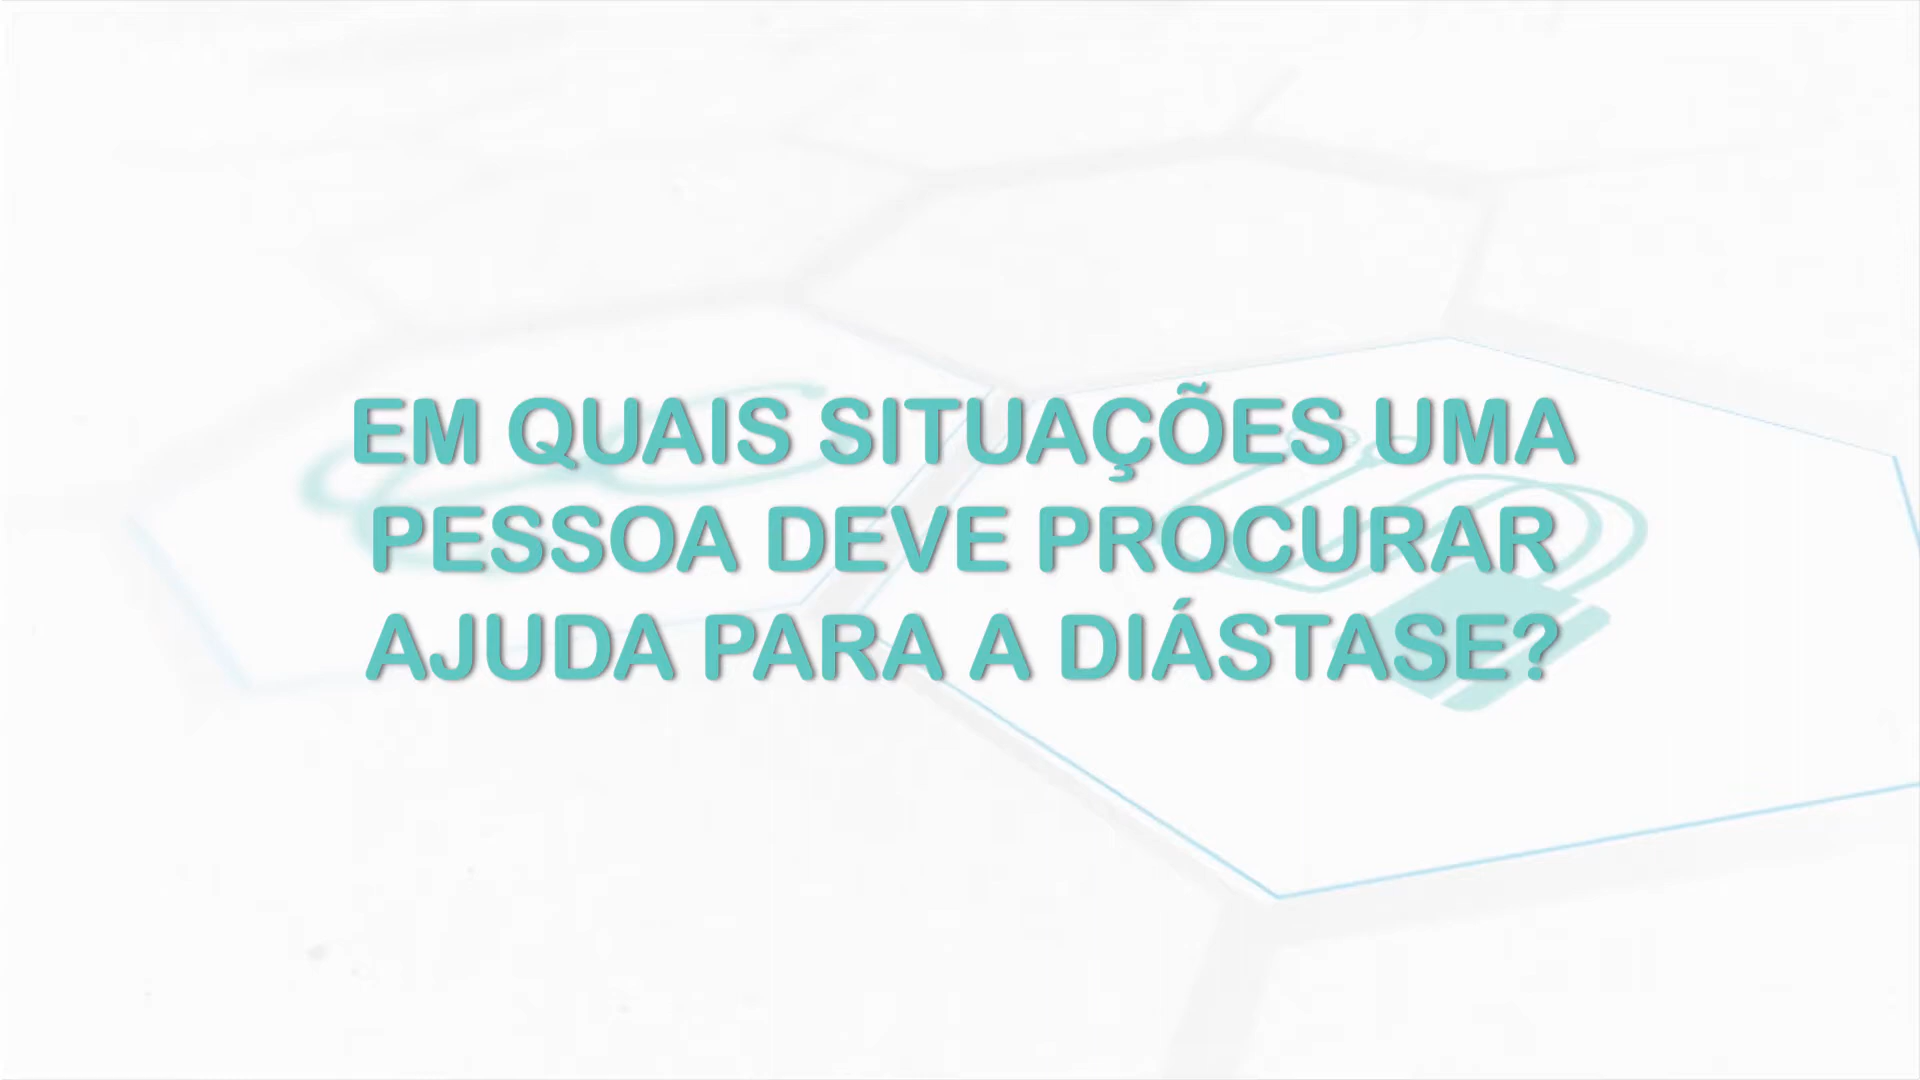 EM QUAIS SITUAÇÕES UMA
PESSOA DEVE PROCURAR
AJUDA PARA A DIÁSTASE?